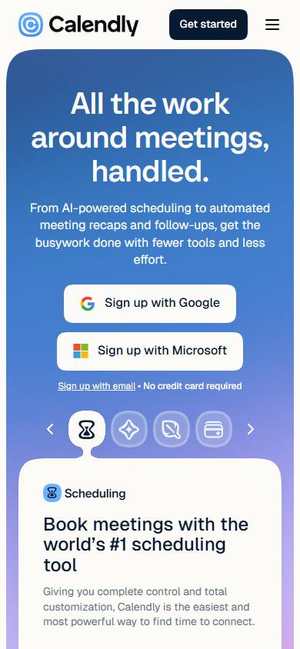 Calendly
Get started
All the work
around meetings,
handled.
From AI-powered scheduling to automated
meeting recaps and follow-ups, get the
busywork done with fewer tools and less
effort.
Sign up with Google
Sign up with Microsoft
Sign up with email • No credit card required
Scheduling
Book meetings with the
world’s #1 scheduling
tool
Giving you complete control and total
customization, Calendly is the easiest and
most powerful way to find time to connect.